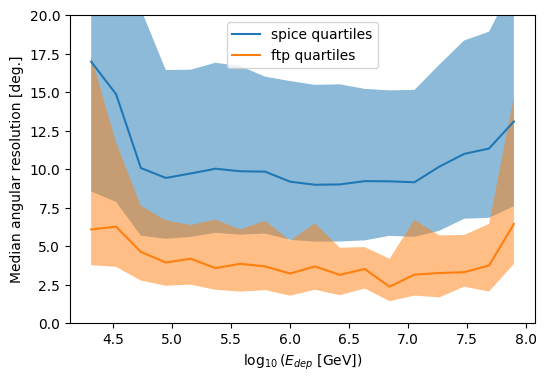 20.0
17.5
15.0
12.5
10.0
7.5
5.0
2.5
0.0
Median angular resolution [deg.]
spice quartiles
ftp quartiles
4.5 5.0 5.5 6.0 6.5 7.0 7.5 8.0
log₁₀(E_dep [GeV])